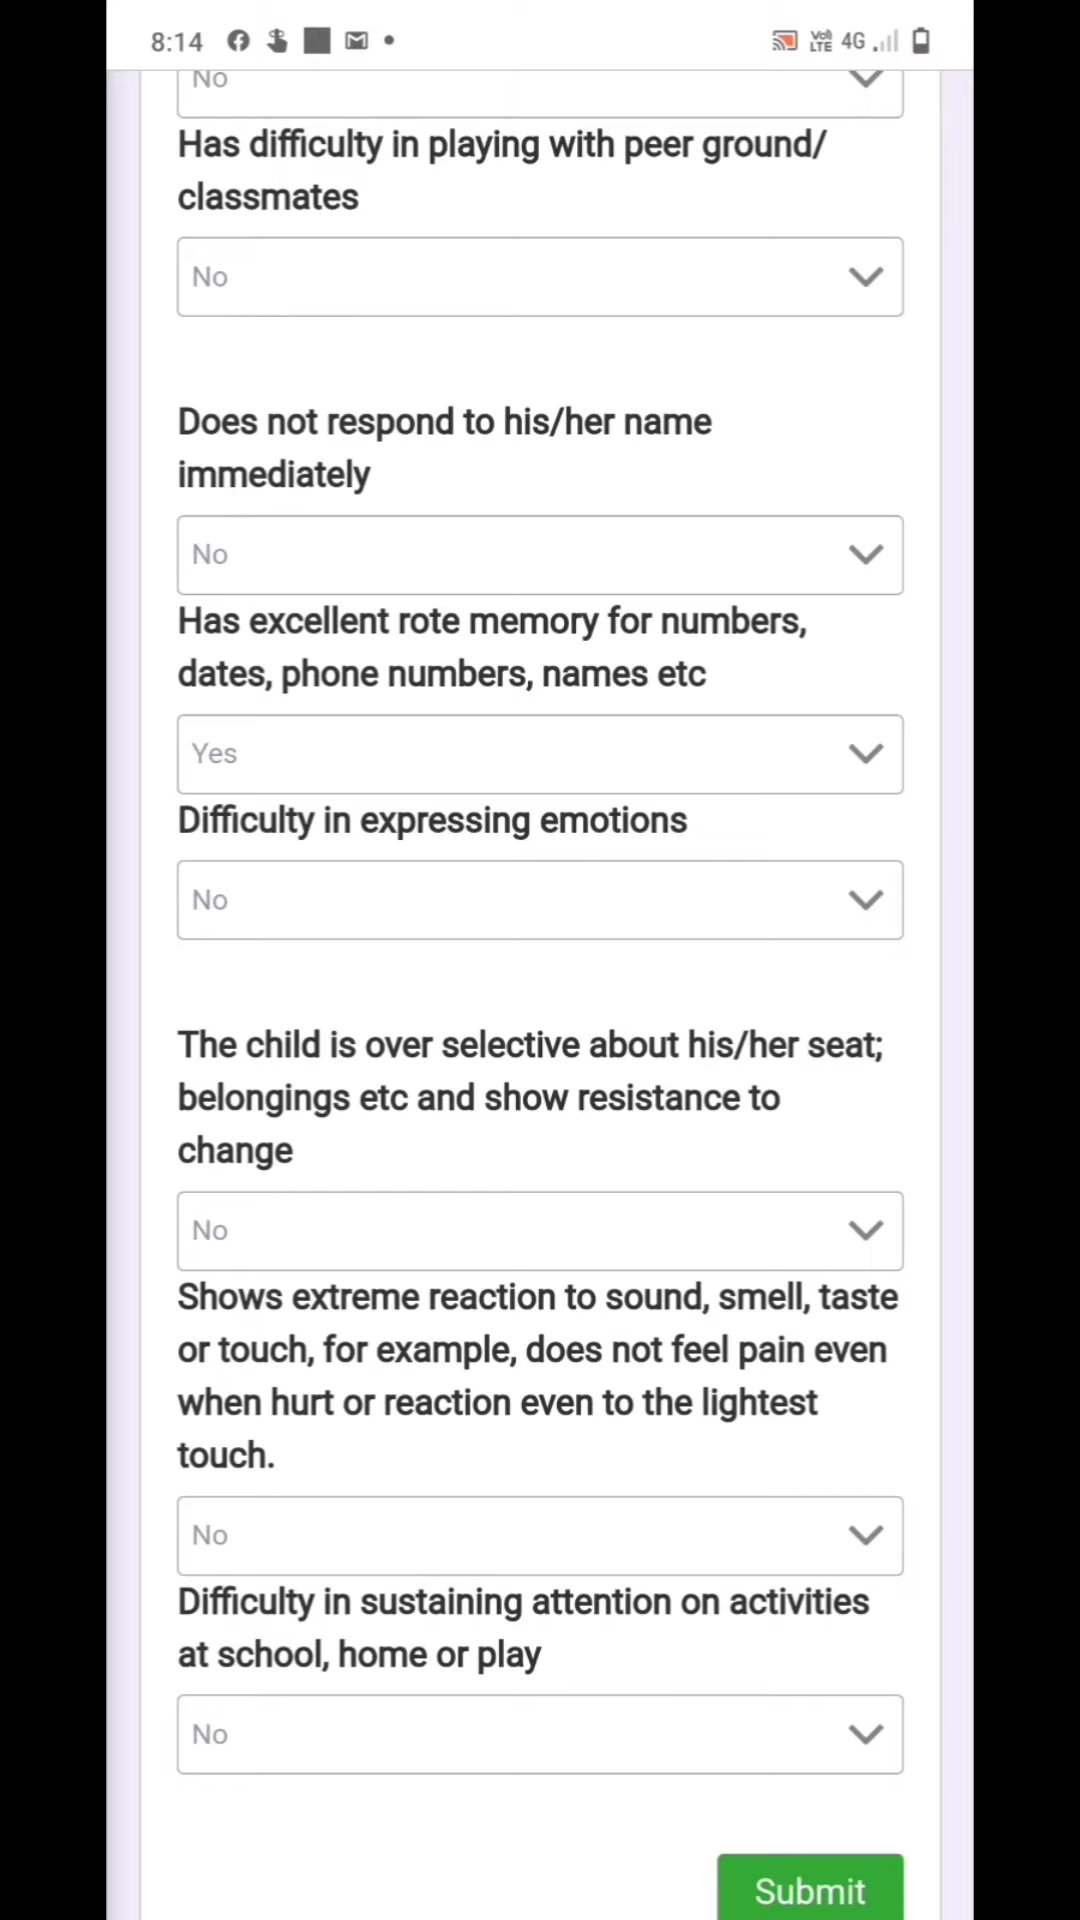 8:14
VoLTE 4G
No
Has difficulty in playing with peer ground/
classmates
No
Does not respond to his/her name
immediately
No
Has excellent rote memory for numbers,
dates, phone numbers, names etc
Yes
Difficulty in expressing emotions
No
The child is over selective about his/her seat;
belongings etc and show resistance to
change
No
Shows extreme reaction to sound, smell, taste
or touch, for example, does not feel pain even
when hurt or reaction even to the lightest
touch.
No
Difficulty in sustaining attention on activities
at school, home or play
No
Submit